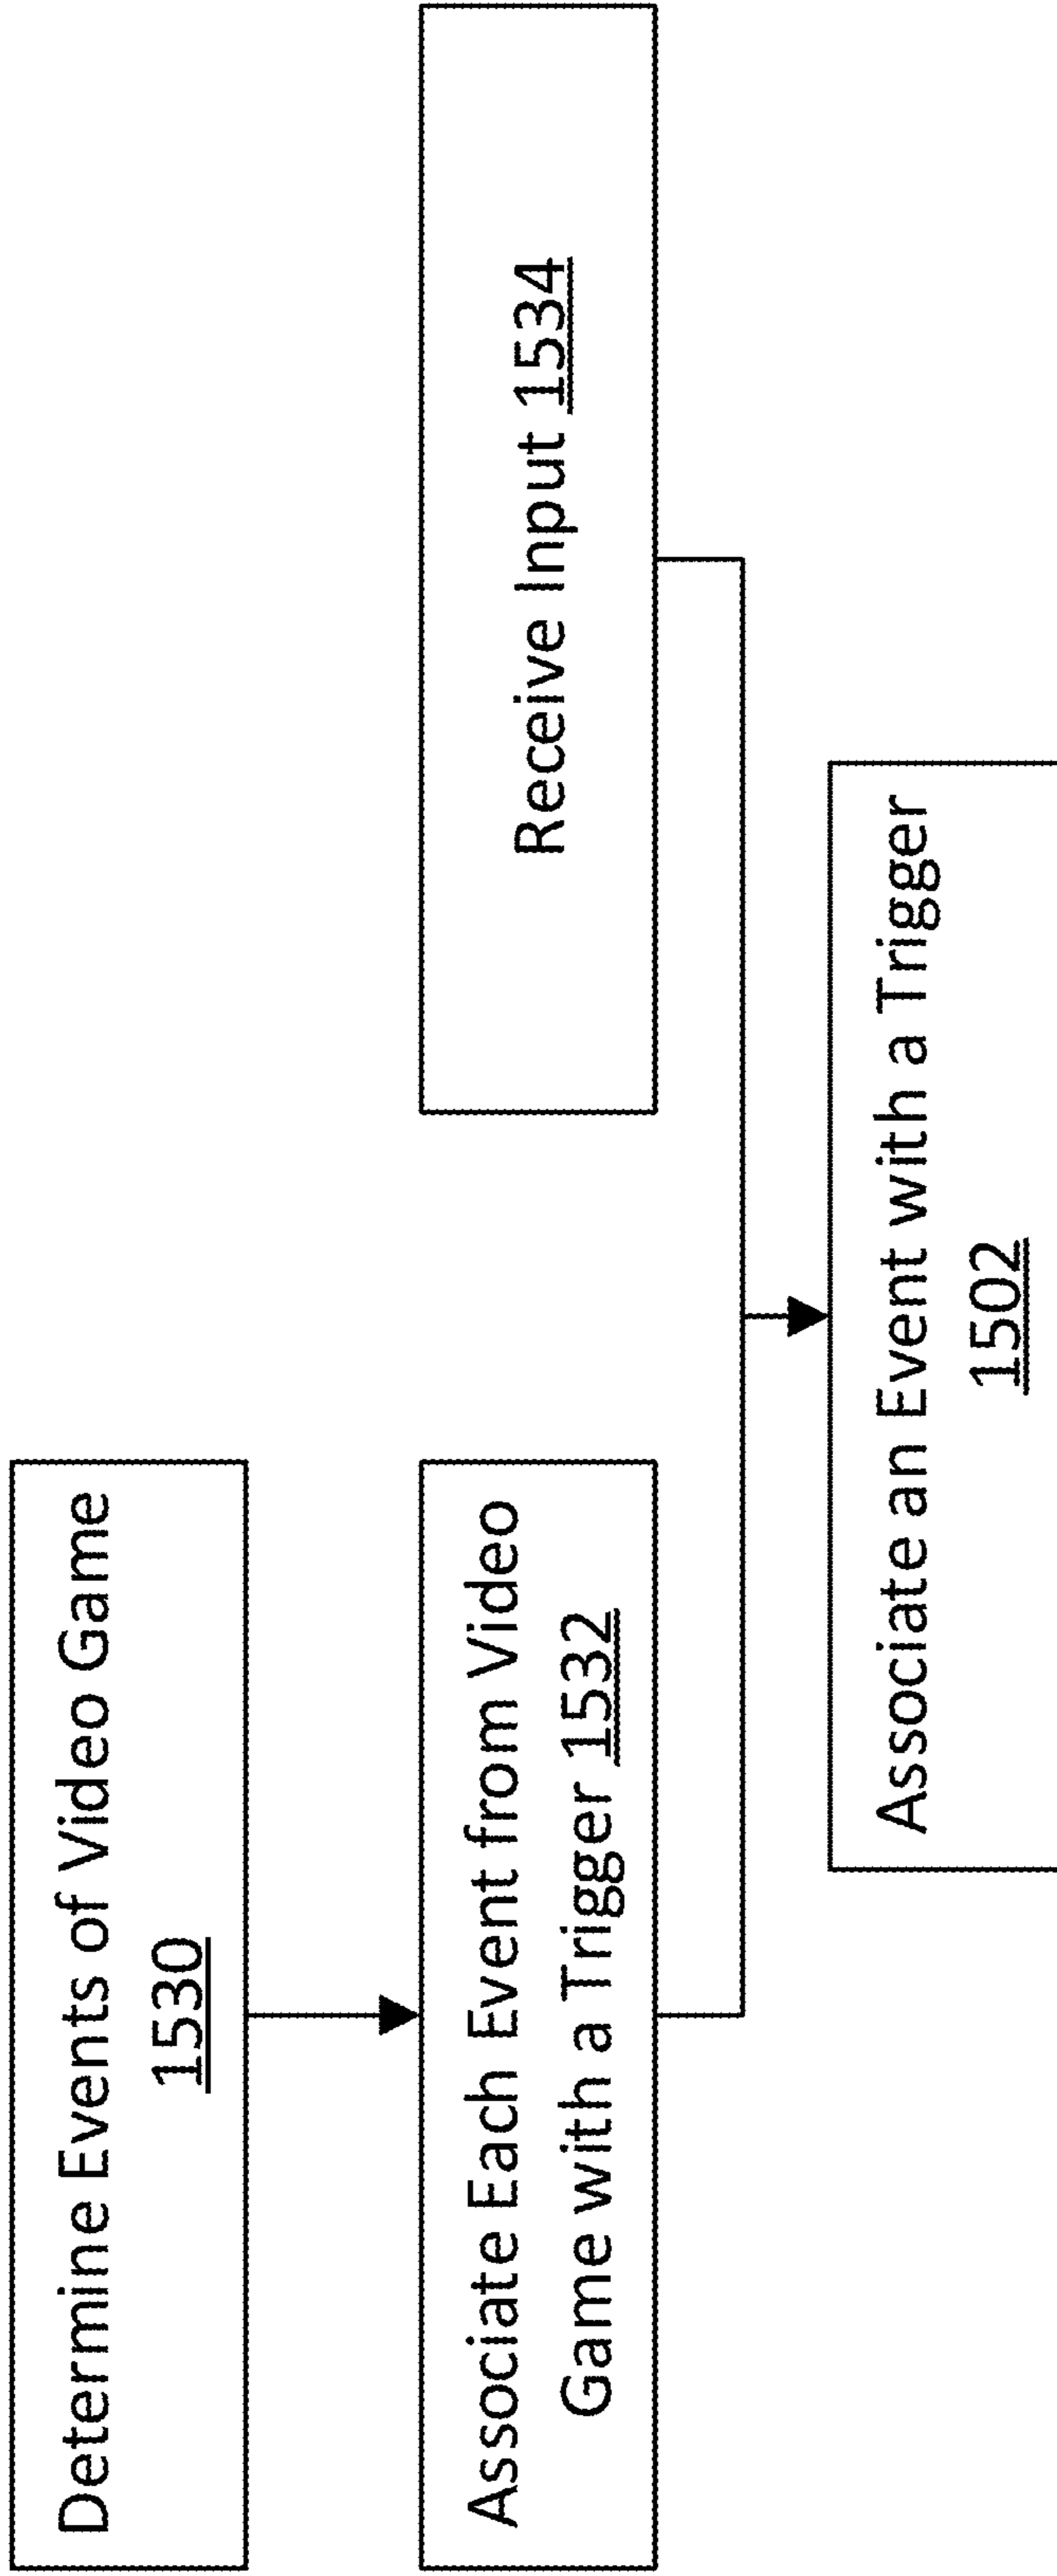 Determine Events of Video Game
1530
Associate Each Event from Video
Game with a Trigger 1532
Receive Input 1534
Associate an Event with a Trigger
1502